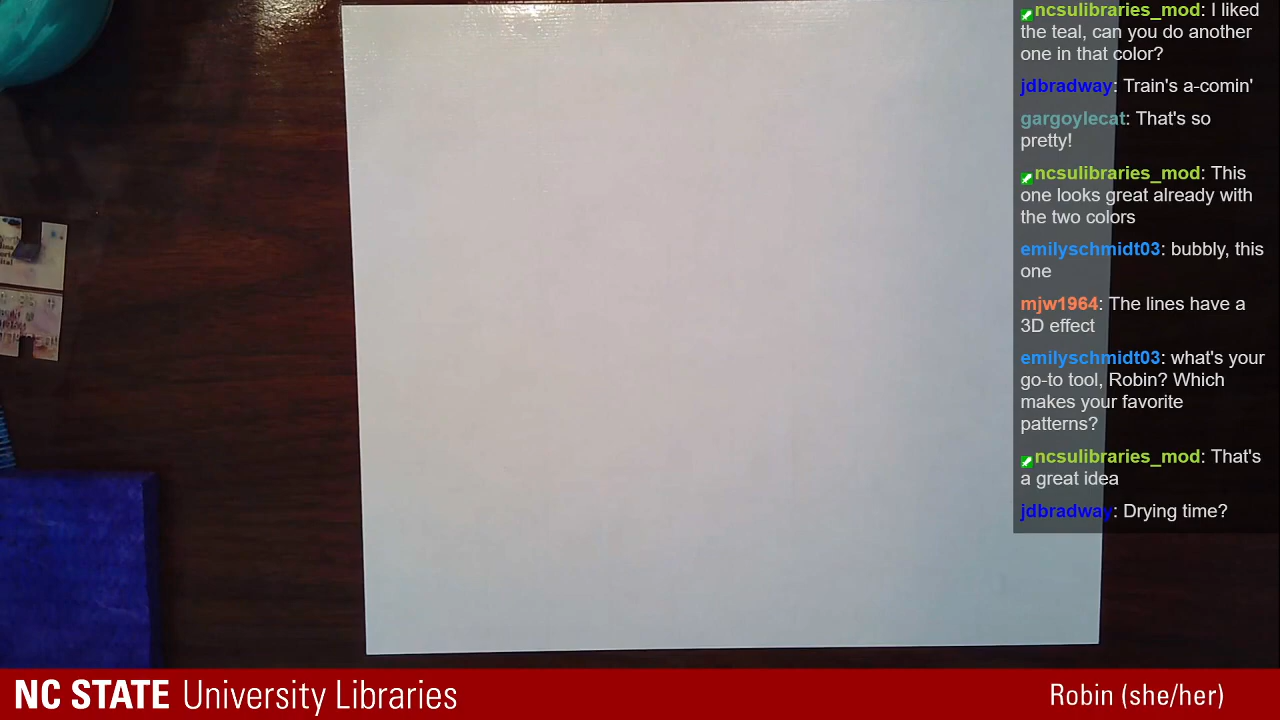 ncsulibraries_mod: I liked
the teal, can you do another
one in that color?
jdbradway: Train's a-comin'
gargoylecat: That's so
pretty!
ncsulibraries_mod: This
one looks great already with
the two colors
emilyschmidt03: bubbly, this
one
mjw1964: The lines have a
3D effect
emilyschmidt03: what's your
go-to tool, Robin? Which
makes your favorite
patterns?
ncsulibraries_mod: That's
a great idea
jdbradway: Drying time?
NC STATE University Libraries
Robin (she/her)